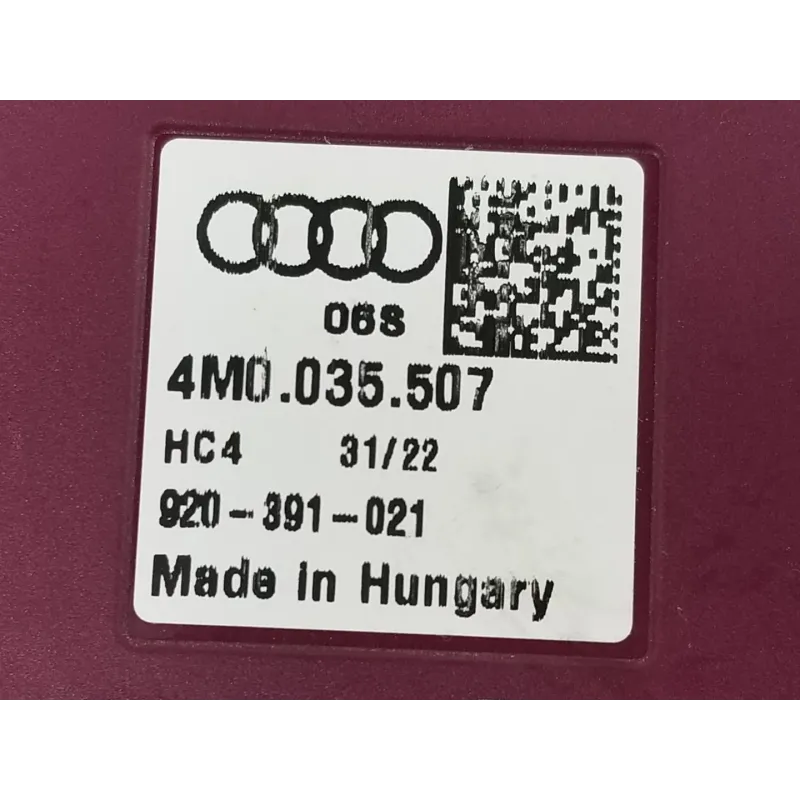 06S
4M0.035.507
HC4 31/22
920-391-021
Made in Hungary